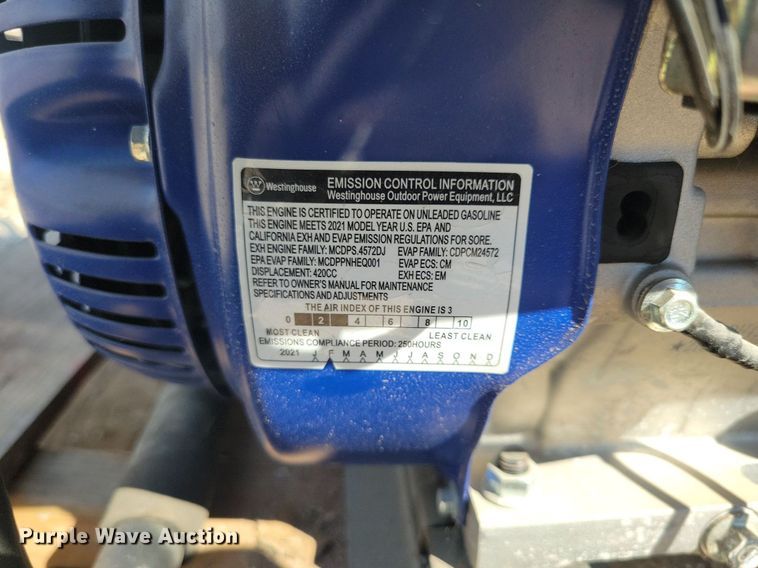 W Westinghouse EMISSION CONTROL INFORMATION
Westinghouse Outdoor Power Equipment, LLC
THIS ENGINE IS CERTIFIED TO OPERATE ON UNLEADED GASOLINE
THIS ENGINE MEETS 2021 MODEL YEAR U.S. EPA AND
CALIFORNIA EXH AND EVAP EMISSION REGULATIONS FOR SORE.
EXH ENGINE FAMILY: MCDPS.4572DJ EVAP FAMILY: CDPCM24572
EPA EVAP FAMILY: MCDPPNHEQ001 EVAP ECS: CM
DISPLACEMENT: 420CC EXH ECS: EM
REFER TO OWNER'S MANUAL FOR MAINTENANCE
SPECIFICATIONS AND ADJUSTMENTS
THE AIR INDEX OF THIS ENGINE IS 3
0 2 4 6 8 10
MOST CLEAN LEAST CLEAN
EMISSIONS COMPLIANCE PERIOD: 250HOURS
2021 J F M A M J J A S O N D
Purple Wave Auction